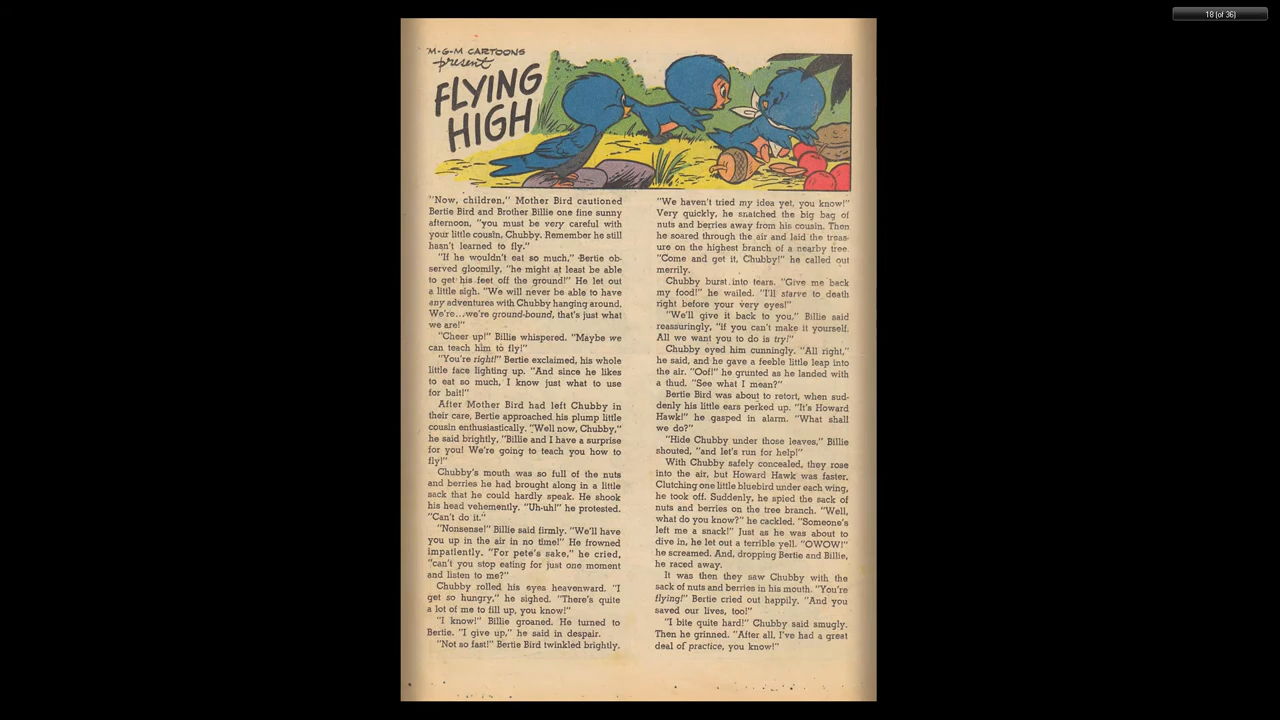 18 (of 36)
M-G-M CARTOONS
present
FLYING
HIGH
"Now, children," Mother Bird cautioned
Bertie Bird and Brother Billie one fine sunny
afternoon, "you must be very careful with
your little cousin, Chubby. Remember he still
hasn't learned to fly."
"If he wouldn't eat so much," Bertie ob-
served gloomily, "he might at least be able
to get his feet off the ground!" He let out
a little sigh. "We will never be able to have
any adventures with Chubby hanging around.
We're...we're ground-bound, that's just what
we are!"
"Cheer up!" Billie whispered. "Maybe we
can teach him to fly!"
"You're right!" Bertie exclaimed, his whole
little face lighting up. "And since he likes
to eat so much, I know just what to use
for bait!"
After Mother Bird had left Chubby in
their care, Bertie approached his plump little
cousin enthusiastically. "Well now, Chubby,"
he said brightly, "Billie and I have a surprise
for you! We're going to teach you how to
fly!"
Chubby's mouth was so full of the nuts
and berries he had brought along in a little
sack that he could hardly speak. He shook
his head vehemently. "Uh-uh!" he protested.
"Can't do it."
"Nonsense!" Billie said firmly. "We'll have
you up in the air in no time!" He frowned
impatiently. "For pete's sake," he cried,
"can't you stop eating for just one moment
and listen to me?"
Chubby rolled his eyes heavenward. "I
get so hungry," he sighed. "There's quite
a lot of me to fill up, you know!"
"I know!" Billie groaned. He turned to
Bertie. "I give up," he said in despair.
"Not so fast!" Bertie Bird twinkled brightly.
"We haven't tried my idea yet, you know!"
Very quickly, he snatched the big bag of
nuts and berries away from his cousin. Then
he soared through the air and laid the treas-
ure on the highest branch of a nearby tree.
"Come and get it, Chubby!" he called out
merrily.
Chubby burst into tears. "Give me back
my food!" he wailed. "I'll starve to death
right before your very eyes!"
"We'll give it back to you," Billie said
reassuringly, "if you can't make it yourself.
All we want you to do is try!"
Chubby eyed him cunningly. "All right,"
he said, and he gave a feeble little leap into
the air. "Oof!" he grunted as he landed with
a thud. "See what I mean?"
Bertie Bird was about to retort, when sud-
denly his little ears perked up. "It's Howard
Hawk!" he gasped in alarm. "What shall
we do?"
"Hide Chubby under those leaves," Billie
shouted, "and let's run for help!"
With Chubby safely concealed, they rose
into the air, but Howard Hawk was faster.
Clutching one little bluebird under each wing,
he took off. Suddenly, he spied the sack of
nuts and berries on the tree branch. "Well,
what do you know?" he cackled. "Someone's
left me a snack!" Just as he was about to
dive in, he let out a terrible yell. "OWOW!"
he screamed. And, dropping Bertie and Billie,
he raced away.
It was then they saw Chubby with the
sack of nuts and berries in his mouth. "You're
flying!" Bertie cried out happily. "And you
saved our lives, too!"
"I bite quite hard!" Chubby said smugly.
Then he grinned. "After all, I've had a great
deal of practice, you know!"